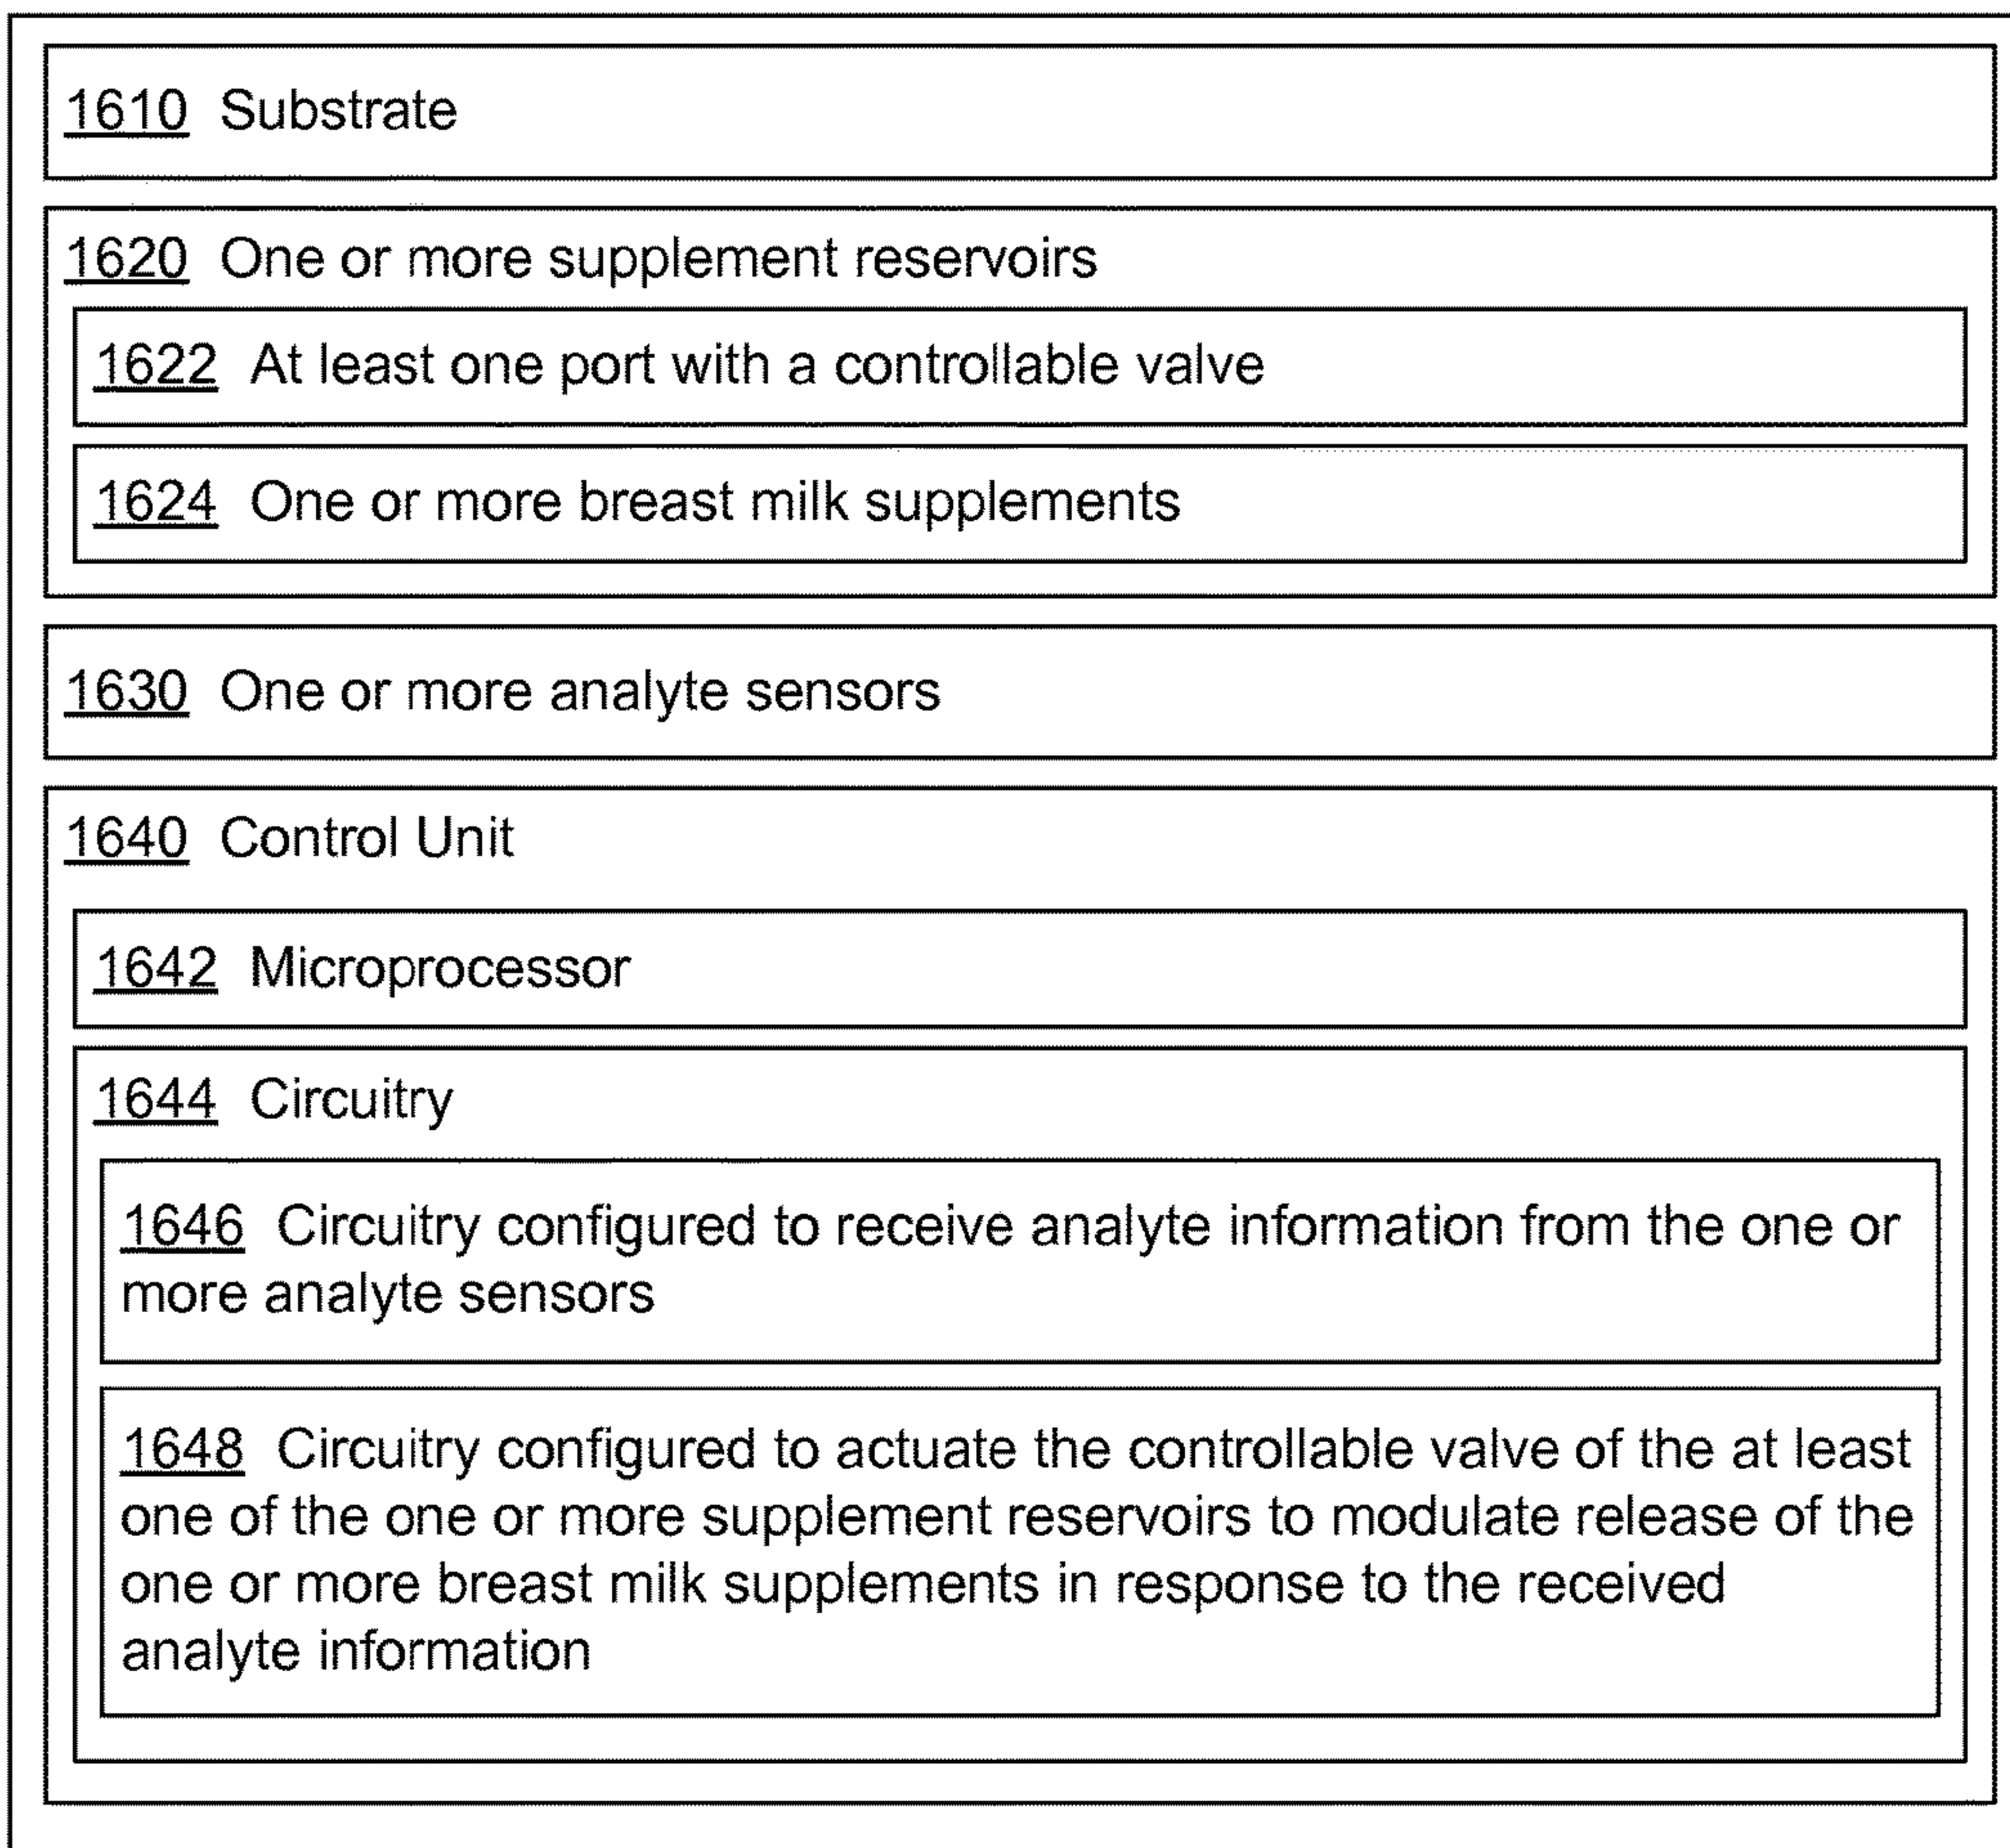 1610 Substrate
1620 One or more supplement reservoirs
1622 At least one port with a controllable valve
1624 One or more breast milk supplements
1630 One or more analyte sensors
1640 Control Unit
1642 Microprocessor
1644 Circuitry
1646 Circuitry configured to receive analyte information from the one or
more analyte sensors
1648 Circuitry configured to actuate the controllable valve of the at least
one of the one or more supplement reservoirs to modulate release of the
one or more breast milk supplements in response to the received
analyte information